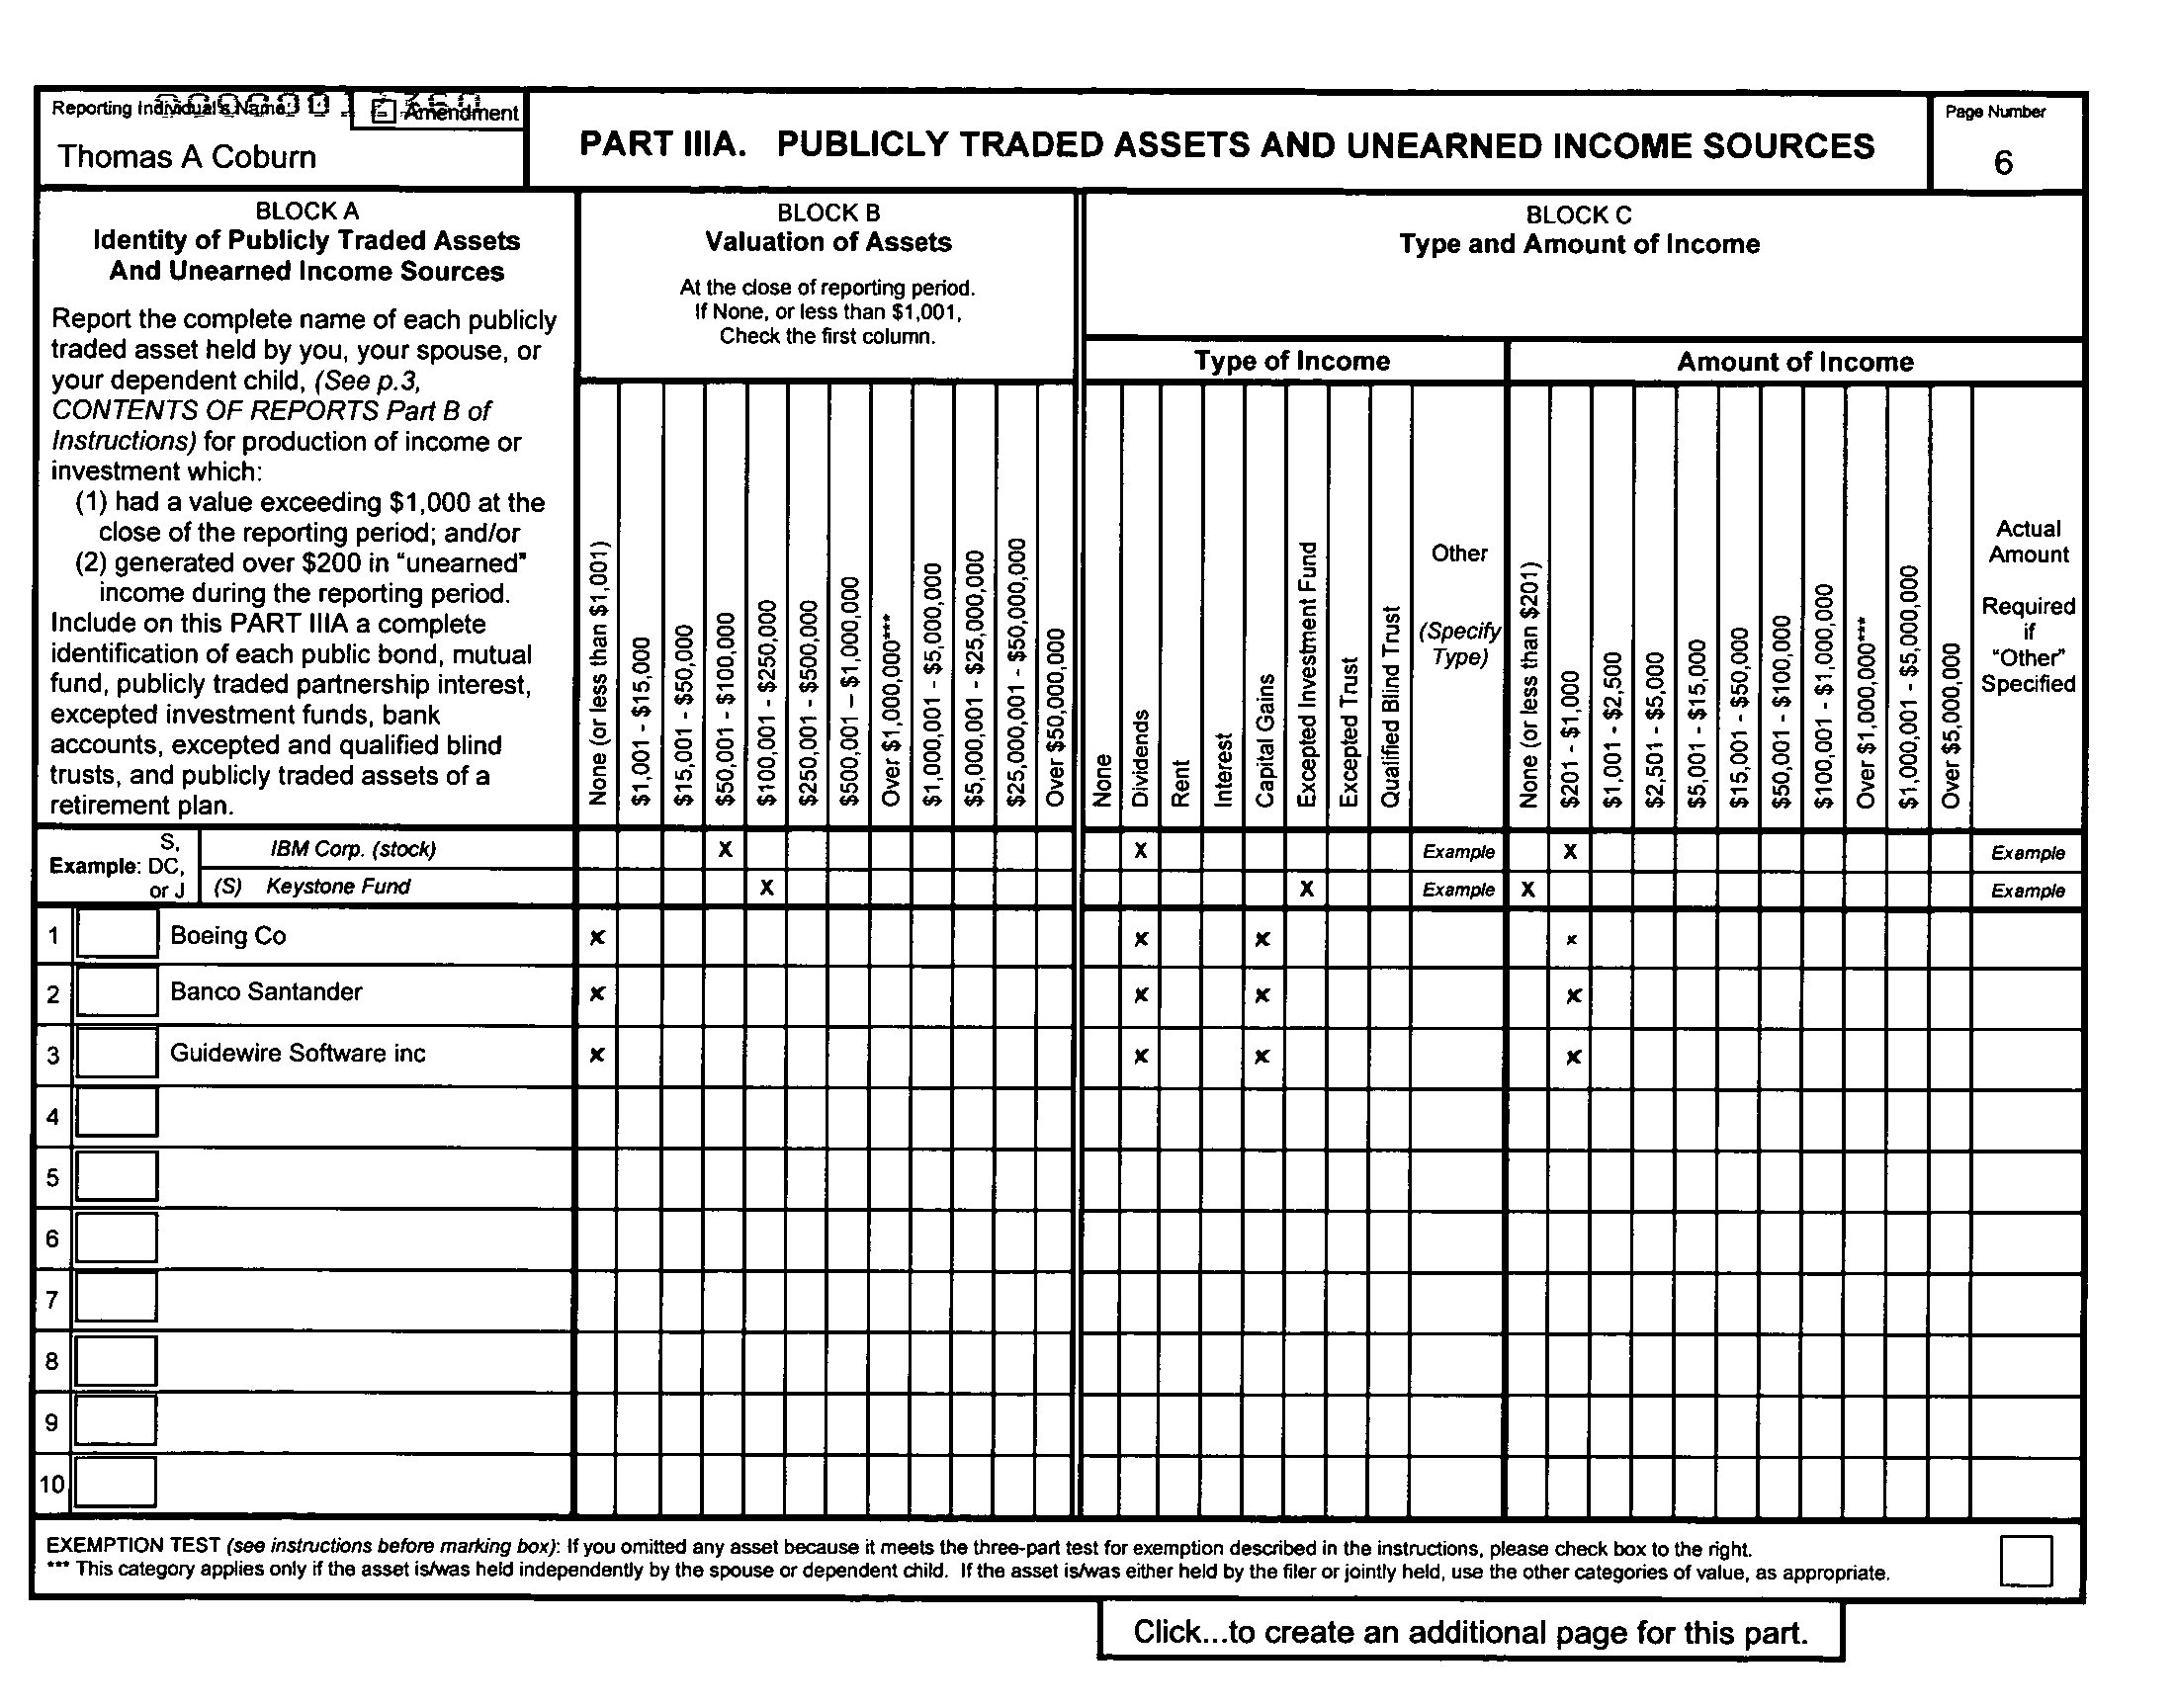 Reporting Individual's Name
Amendment
Thomas A Coburn
PART IIIA. PUBLICLY TRADED ASSETS AND UNEARNED INCOME SOURCES
Page Number
6
BLOCK A
Identity of Publicly Traded Assets
And Unearned Income Sources
Report the complete name of each publicly
traded asset held by you, your spouse, or
your dependent child, (See p.3,
CONTENTS OF REPORTS Part B of
Instructions) for production of income or
investment which:
(1) had a value exceeding $1,000 at the
close of the reporting period; and/or
(2) generated over $200 in "unearned"
income during the reporting period.
Include on this PART IIIA a complete
identification of each public bond, mutual
fund, publicly traded partnership interest,
excepted investment funds, bank
accounts, excepted and qualified blind
trusts, and publicly traded assets of a
retirement plan.
BLOCK B
Valuation of Assets
At the close of reporting period.
If None, or less than $1,001,
Check the first column.
None (or less than $1,001)
$1,001 - $15,000
$15,001 - $50,000
$50,001 - $100,000
$100,001 - $250,000
$250,001 - $500,000
$500,001 – $1,000,000
Over $1,000,000***
$1,000,001 - $5,000,000
$5,000,001 - $25,000,000
$25,000,001 - $50,000,000
Over $50,000,000
BLOCK C
Type and Amount of Income
Type of Income
None
Dividends
Rent
Interest
Capital Gains
Excepted Investment Fund
Excepted Trust
Qualified Blind Trust
Other
(Specify
Type)
Amount of Income
None (or less than $201)
$201 - $1,000
$1,001 - $2,500
$2,501 - $5,000
$5,001 - $15,000
$15,001 - $50,000
$50,001 - $100,000
$100,001 - $1,000,000
Over $1,000,000***
$1,000,001 - $5,000,000
Over $5,000,000
Actual
Amount
Required
if
"Other"
Specified
Example: S, DC, or J
IBM Corp. (stock) X X Example X Example
(S) Keystone Fund X X Example X Example
1 Boeing Co x x x x
2 Banco Santander x x x x
3 Guidewire Software inc x x x x
4
5
6
7
8
9
10
EXEMPTION TEST (see instructions before marking box): If you omitted any asset because it meets the three-part test for exemption described in the instructions, please check box to the right.
*** This category applies only if the asset is/was held independently by the spouse or dependent child. If the asset is/was either held by the filer or jointly held, use the other categories of value, as appropriate.
Click...to create an additional page for this part.